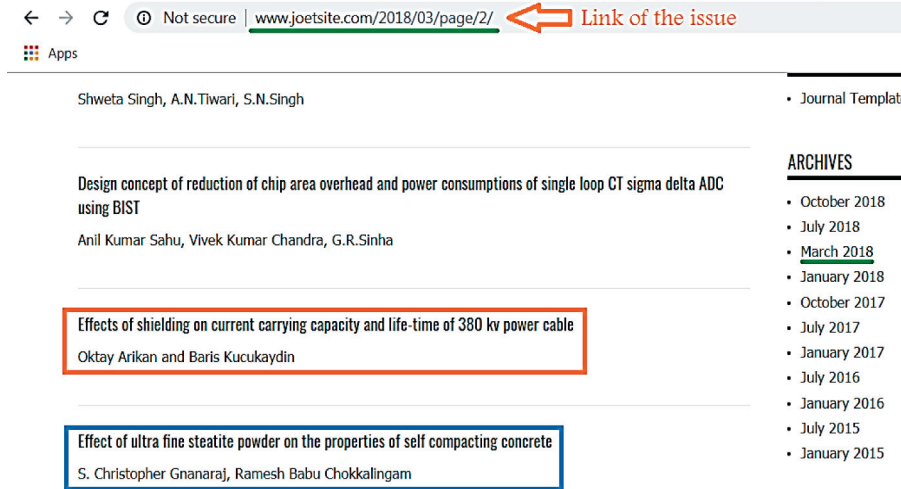 Not secure | www.joetsite.com/2018/03/page/2/
Link of the issue
Apps
Shweta Singh, A.N.Tiwari, S.N.Singh
Design concept of reduction of chip area overhead and power consumptions of single loop CT sigma delta ADC
using BIST
Anil Kumar Sahu, Vivek Kumar Chandra, G.R.Sinha
Effects of shielding on current carrying capacity and life-time of 380 kv power cable
Oktay Arikan and Baris Kucukaydin
Effect of ultra fine steatite powder on the properties of self compacting concrete
S. Christopher Gnanaraj, Ramesh Babu Chokkalingam
• Journal Templat
ARCHIVES
• October 2018
• July 2018
• March 2018
• January 2018
• October 2017
• July 2017
• January 2017
• July 2016
• January 2016
• July 2015
• January 2015